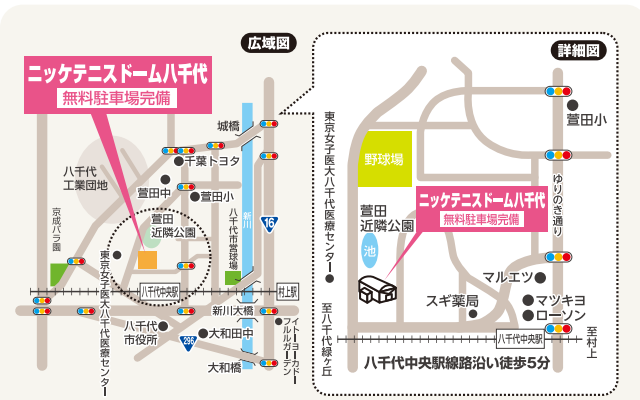 広域図
ニッケテニスドーム八千代
無料駐車場完備
城橋
千葉トヨタ
八千代
工業団地
萱田中
萱田小
京成バラ園
萱田
近隣公園
八千代市営球場
新川
16
東京女子医大八千代医療センター
八千代中央駅
村上駅
新川大橋
八千代
市役所
296
大和田中
大和橋
イトーヨーカドー
フルルガーデン
詳細図
東京女子医大八千代医療センター
至八千代緑ヶ丘
野球場
萱田小
萱田
近隣公園
池
ニッケテニスドーム八千代
無料駐車場完備
ゆりのき通り
マルエツ
スギ薬局
マツキヨ
ローソン
八千代中央駅
至村上
八千代中央駅線路沿い徒歩5分